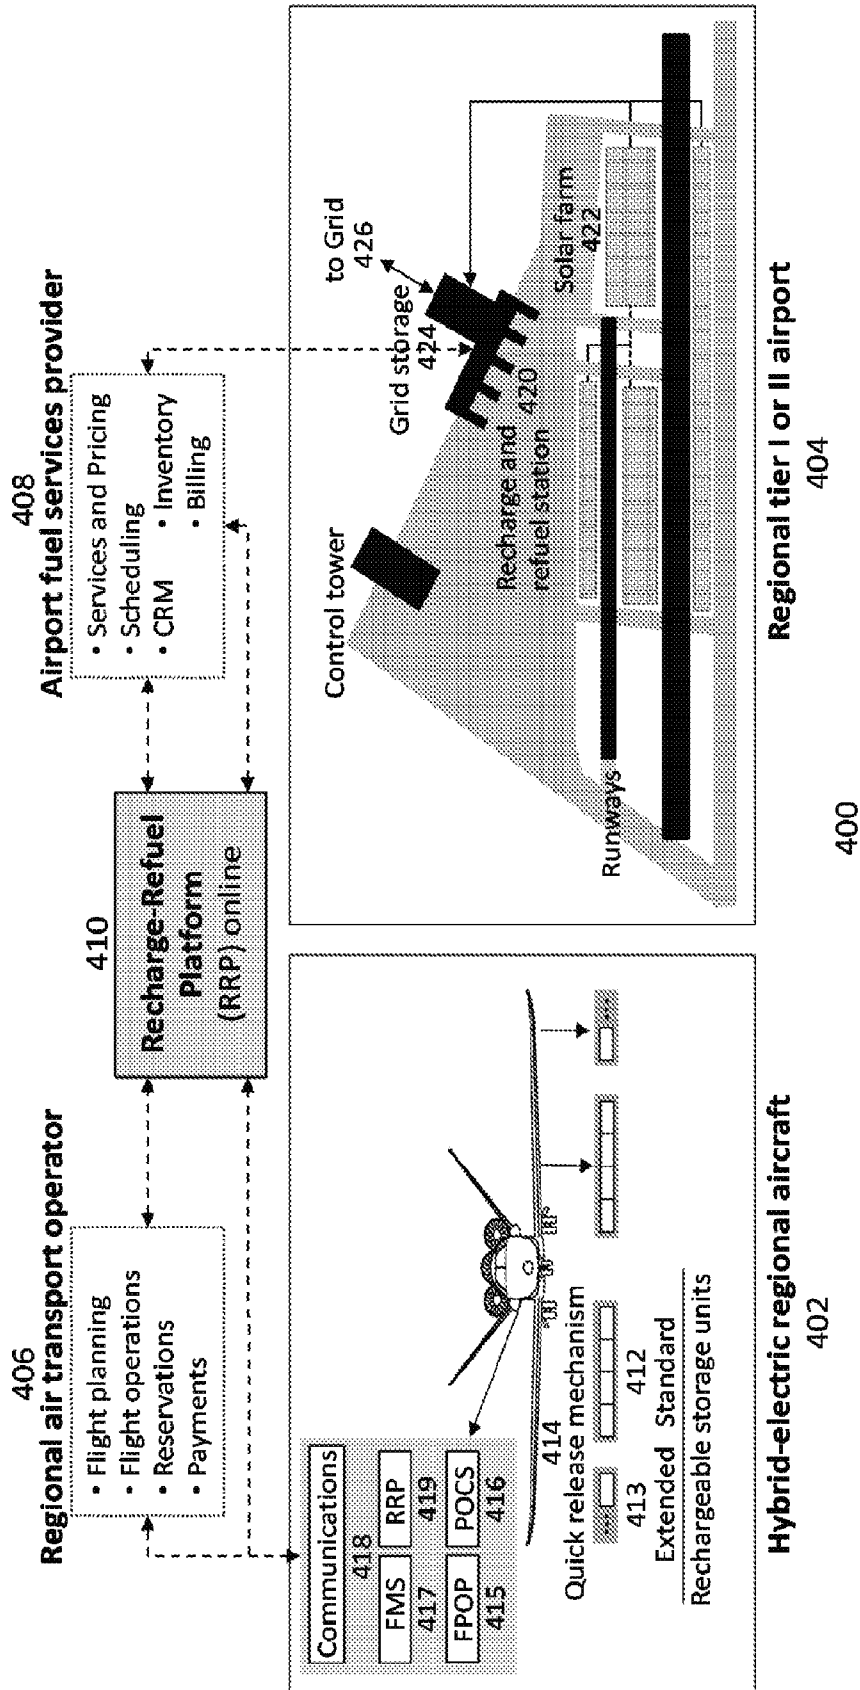 406
Regional air transport operator
• Flight planning
• Flight operations
• Reservations
• Payments
410
Recharge-Refuel
Platform
(RRP) online
408
Airport fuel services provider
• Services and Pricing
• Scheduling
• CRM • Inventory
• Billing
Communications
418
FMS RRP
417 419
FPOP POCS
415 416
414
Quick release mechanism
413 412
Extended Standard
Rechargeable storage units
Hybrid-electric regional aircraft
402
Control tower
to Grid
426
Grid storage
424
420
Recharge and
refuel station
Solar farm
422
Runways
Regional tier I or II airport
404
400